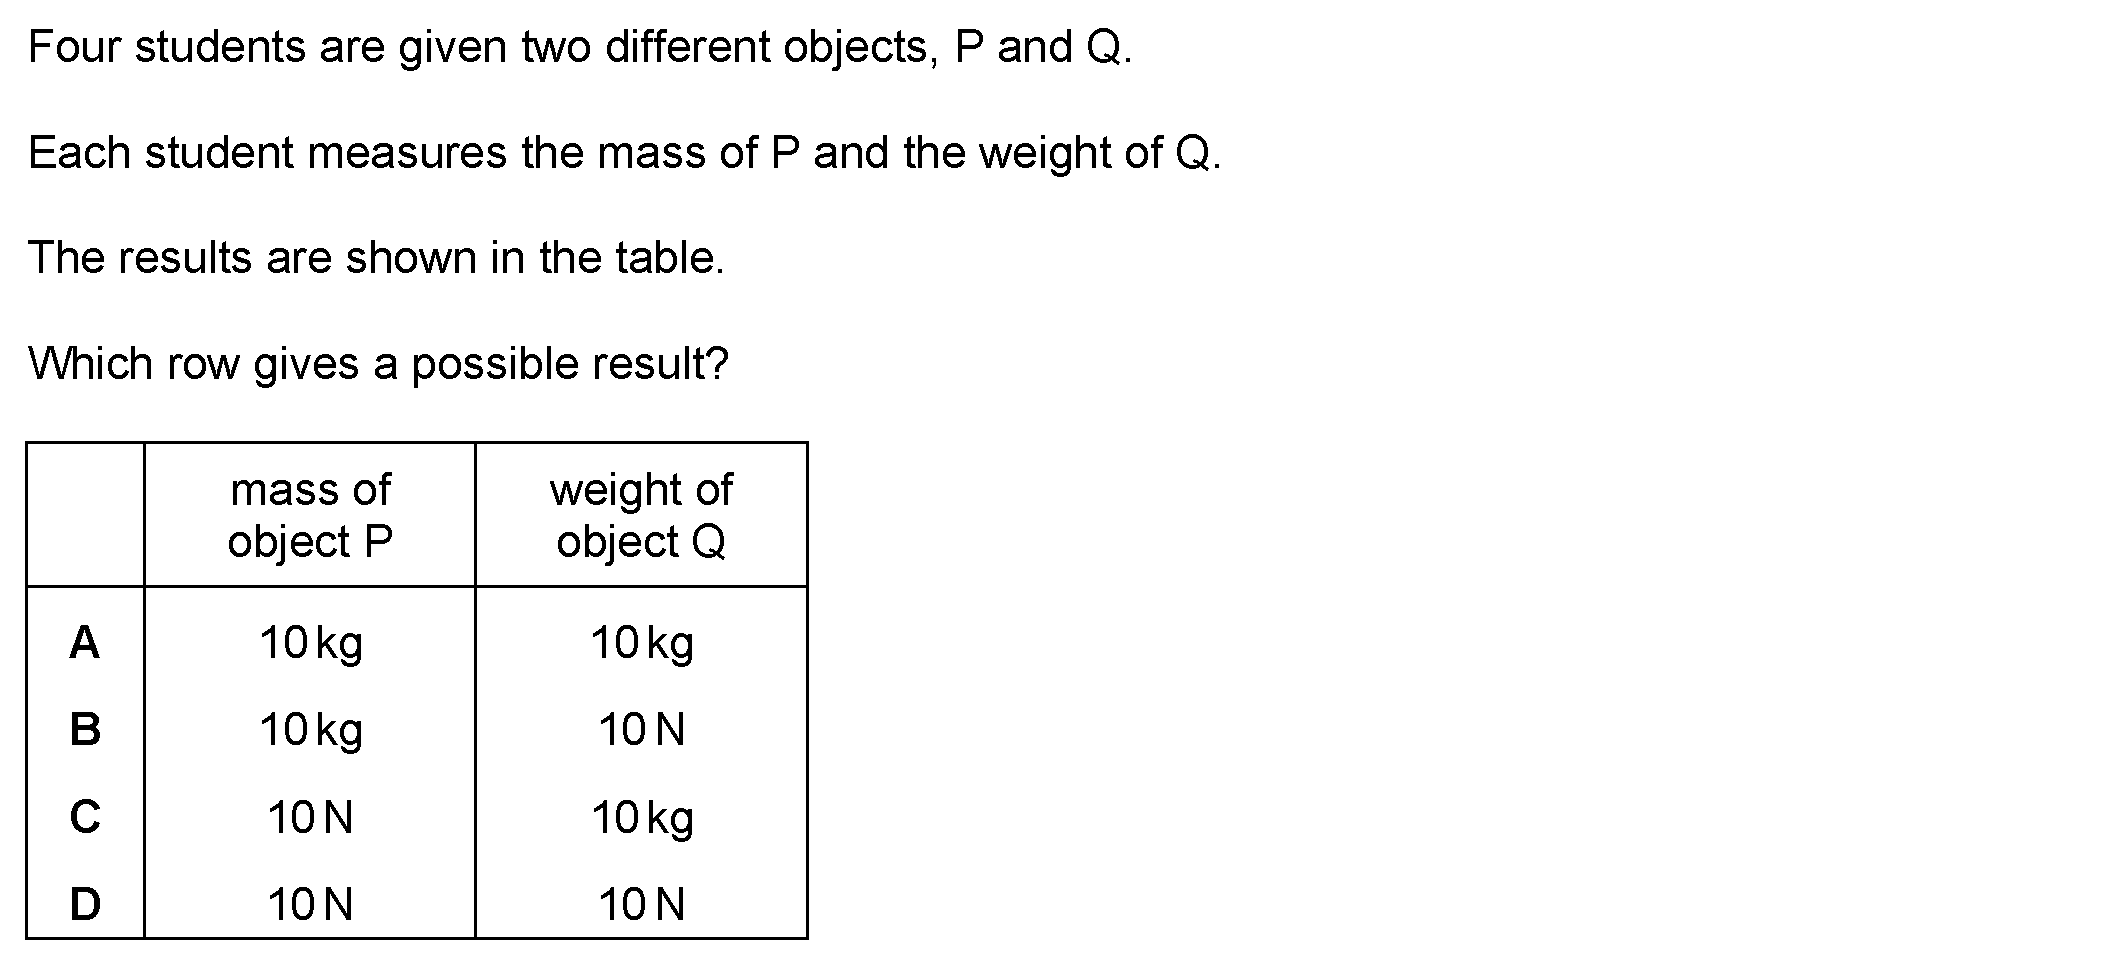 Four students are given two different objects, P and Q.
Each student measures the mass of P and the weight of Q.
The results are shown in the table.
Which row gives a possible result?
mass of object P weight of object Q
A 10 kg 10 kg
B 10 kg 10 N
C 10 N 10 kg
D 10 N 10 N